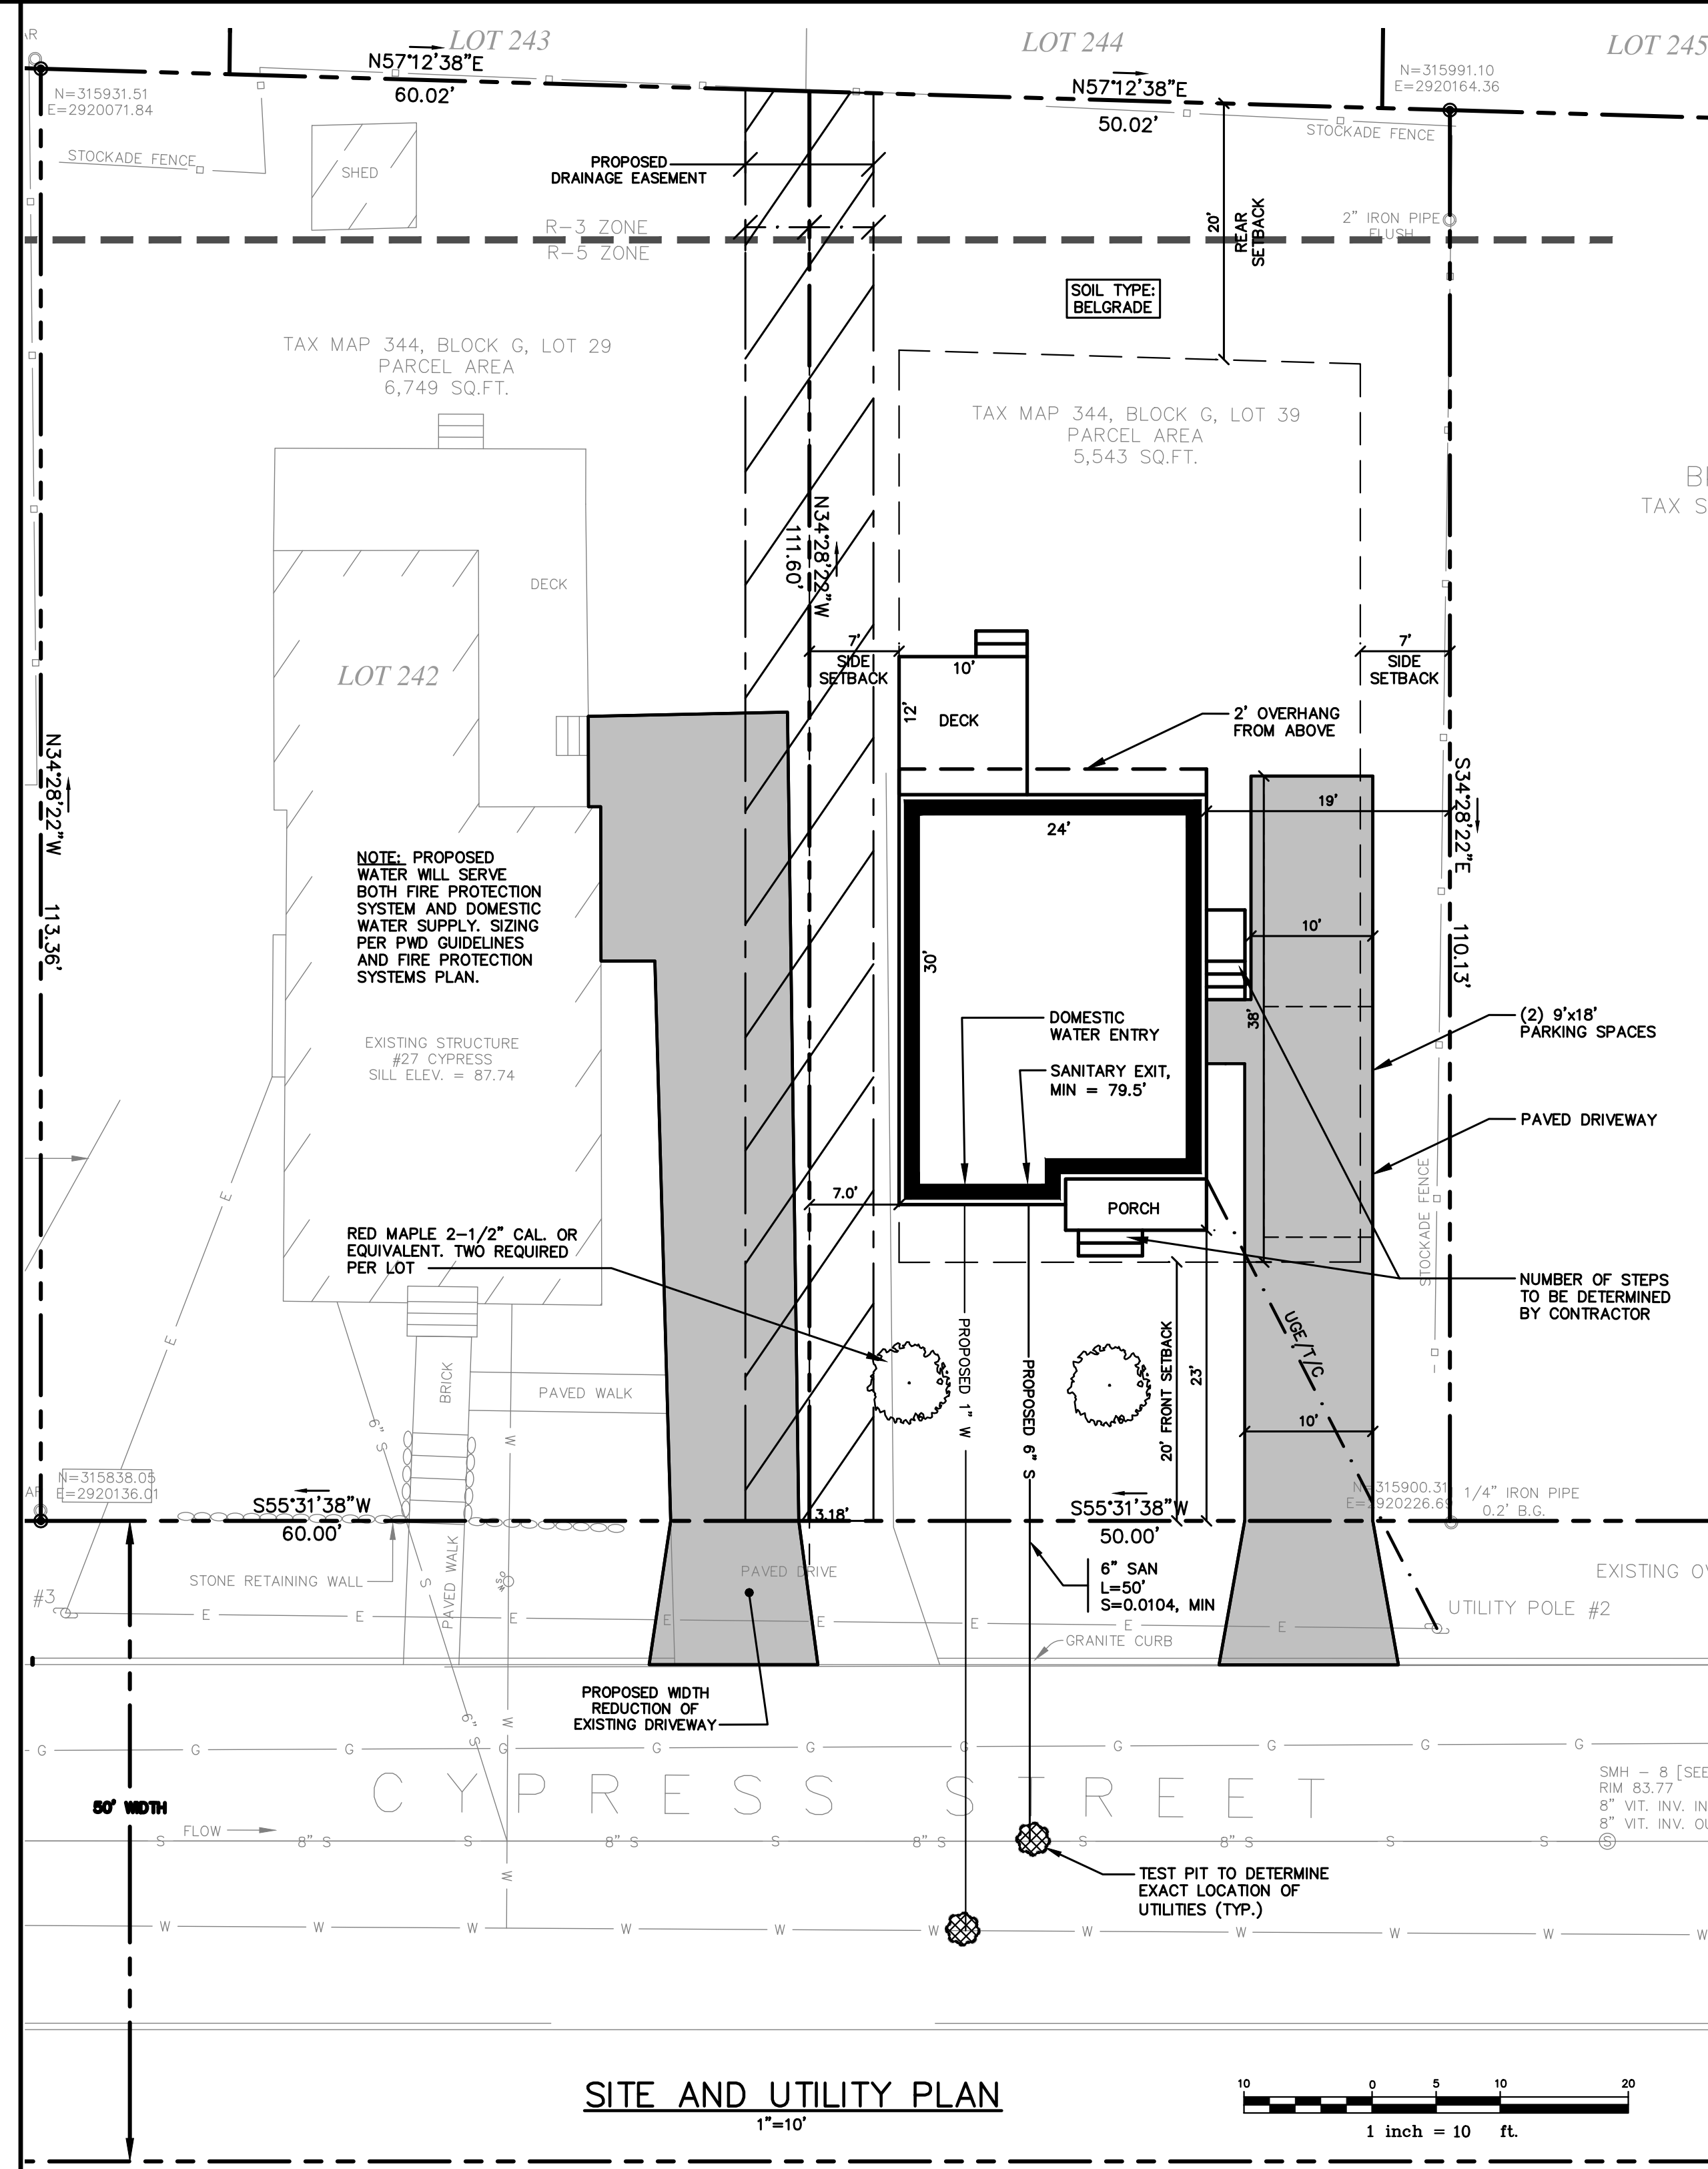 LOT 243
LOT 244
LOT 245
N57°12'38"E
60.02'
N57°12'38"E
50.02'
N=315931.51
E=2920071.84
N=315991.10
E=2920164.36
STOCKADE FENCE
STOCKADE FENCE
SHED
PROPOSED
DRAINAGE EASEMENT
R-3 ZONE
R-5 ZONE
20'
REAR
SETBACK
2" IRON PIPE
FLUSH
SOIL TYPE:
BELGRADE
TAX MAP 344, BLOCK G, LOT 29
PARCEL AREA
6,749 SQ.FT.
TAX MAP 344, BLOCK G, LOT 39
PARCEL AREA
5,543 SQ.FT.
TAX S
N34°28'22"W
111.60'
DECK
LOT 242
7'
SIDE
SETBACK
10'
12'
DECK
7'
SIDE
SETBACK
2' OVERHANG
FROM ABOVE
N34°28'22"W
113.36'
S34°28'22"E
110.13'
19'
24'
30'
10'
38'
NOTE: PROPOSED
WATER WILL SERVE
BOTH FIRE PROTECTION
SYSTEM AND DOMESTIC
WATER SUPPLY. SIZING
PER PWD GUIDELINES
AND FIRE PROTECTION
SYSTEMS PLAN.
EXISTING STRUCTURE
#27 CYPRESS
SILL ELEV. = 87.74
DOMESTIC
WATER ENTRY
SANITARY EXIT,
MIN = 79.5'
(2) 9'x18'
PARKING SPACES
PAVED DRIVEWAY
STOCKADE FENCE
7.0'
PORCH
RED MAPLE 2-1/2" CAL. OR
EQUIVALENT. TWO REQUIRED
PER LOT
NUMBER OF STEPS
TO BE DETERMINED
BY CONTRACTOR
E
E
BRICK
PAVED WALK
6" S
W
PROPOSED 1" W
PROPOSED 6" S
20' FRONT SETBACK
23'
UGE/T/C
10'
N=315838.05
E=2920136.01
S55°31'38"W
60.00'
3.18'
S55°31'38"W
50.00'
N=315900.31
E=2920226.69
1/4" IRON PIPE
0.2' B.G.
STONE RETAINING WALL
PAVED WALK
S
PAVED DRIVE
6" SAN
L=50'
S=0.0104, MIN
EXISTING OV
#3
UTILITY POLE #2
E E E E E E E E
GRANITE CURB
PROPOSED WIDTH
REDUCTION OF
EXISTING DRIVEWAY
6" S
W
G G G G G G G G G G G
CYPRESS STREET
50' WIDTH
SMH - 8 [SEE
RIM 83.77
8" VIT. INV. IN
8" VIT. INV. OU
FLOW
S 8" S S 8" S S 8" S S 8" S S S S
W
TEST PIT TO DETERMINE
EXACT LOCATION OF
UTILITIES (TYP.)
W W W W W W W W W W W
SITE AND UTILITY PLAN
1"=10'
10 0 5 10 20
1 inch = 10 ft.